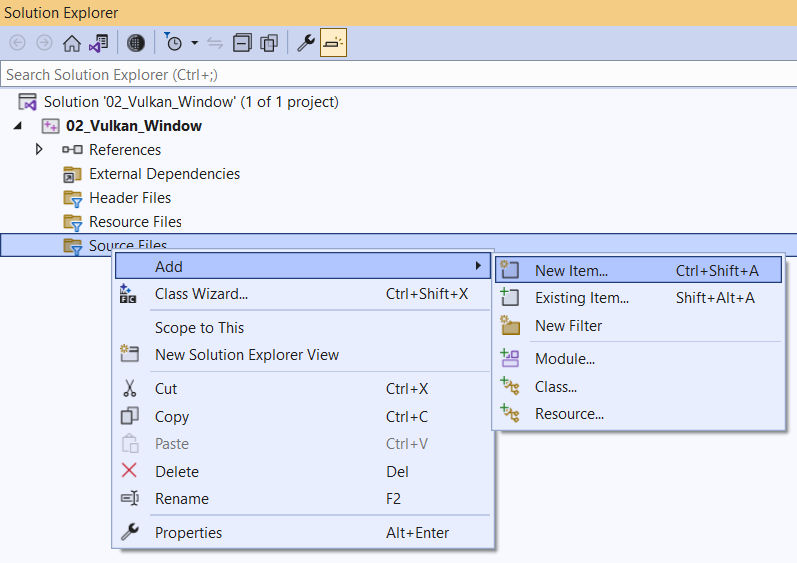 Solution Explorer
Search Solution Explorer (Ctrl+;)
Solution '02_Vulkan_Window' (1 of 1 project)
02_Vulkan_Window
References
External Dependencies
Header Files
Resource Files
Source Files
Add
Class Wizard... Ctrl+Shift+X
Scope to This
New Solution Explorer View
Cut Ctrl+X
Copy Ctrl+C
Paste Ctrl+V
Delete Del
Rename F2
Properties Alt+Enter
New Item... Ctrl+Shift+A
Existing Item... Shift+Alt+A
New Filter
Module...
Class...
Resource...